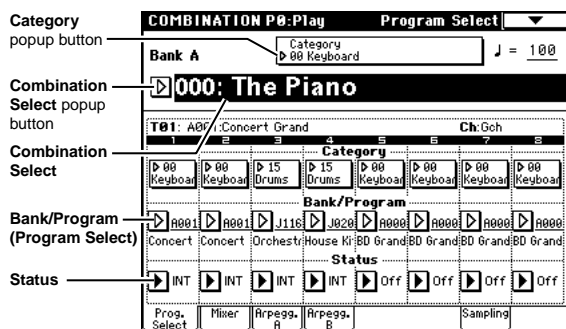 Category
popup button
Combination
Select popup
button
Combination
Select
Bank/Program
(Program Select)
Status
COMBINATION P0:Play Program Select
Bank A
Category
00 Keyboard
♩ = 100
000: The Piano
T01: A001:Concert Grand Ch:Gch
1 2 3 4 5 6 7 8
Category
00 00 15 15 00 00 00 00
Keyboar Keyboar Drums Drums Keyboar Keyboar Keyboar Keyboar
Bank/Program
A001 A001 J116 J020 A000 A000 A000 A000
Concert Concert Orchestr House Ki BD Grand BD Grand BD Grand BD Grand
Status
INT INT INT INT Off Off Off Off
Prog. Select Mixer Arpegg. A Arpegg. B Sampling